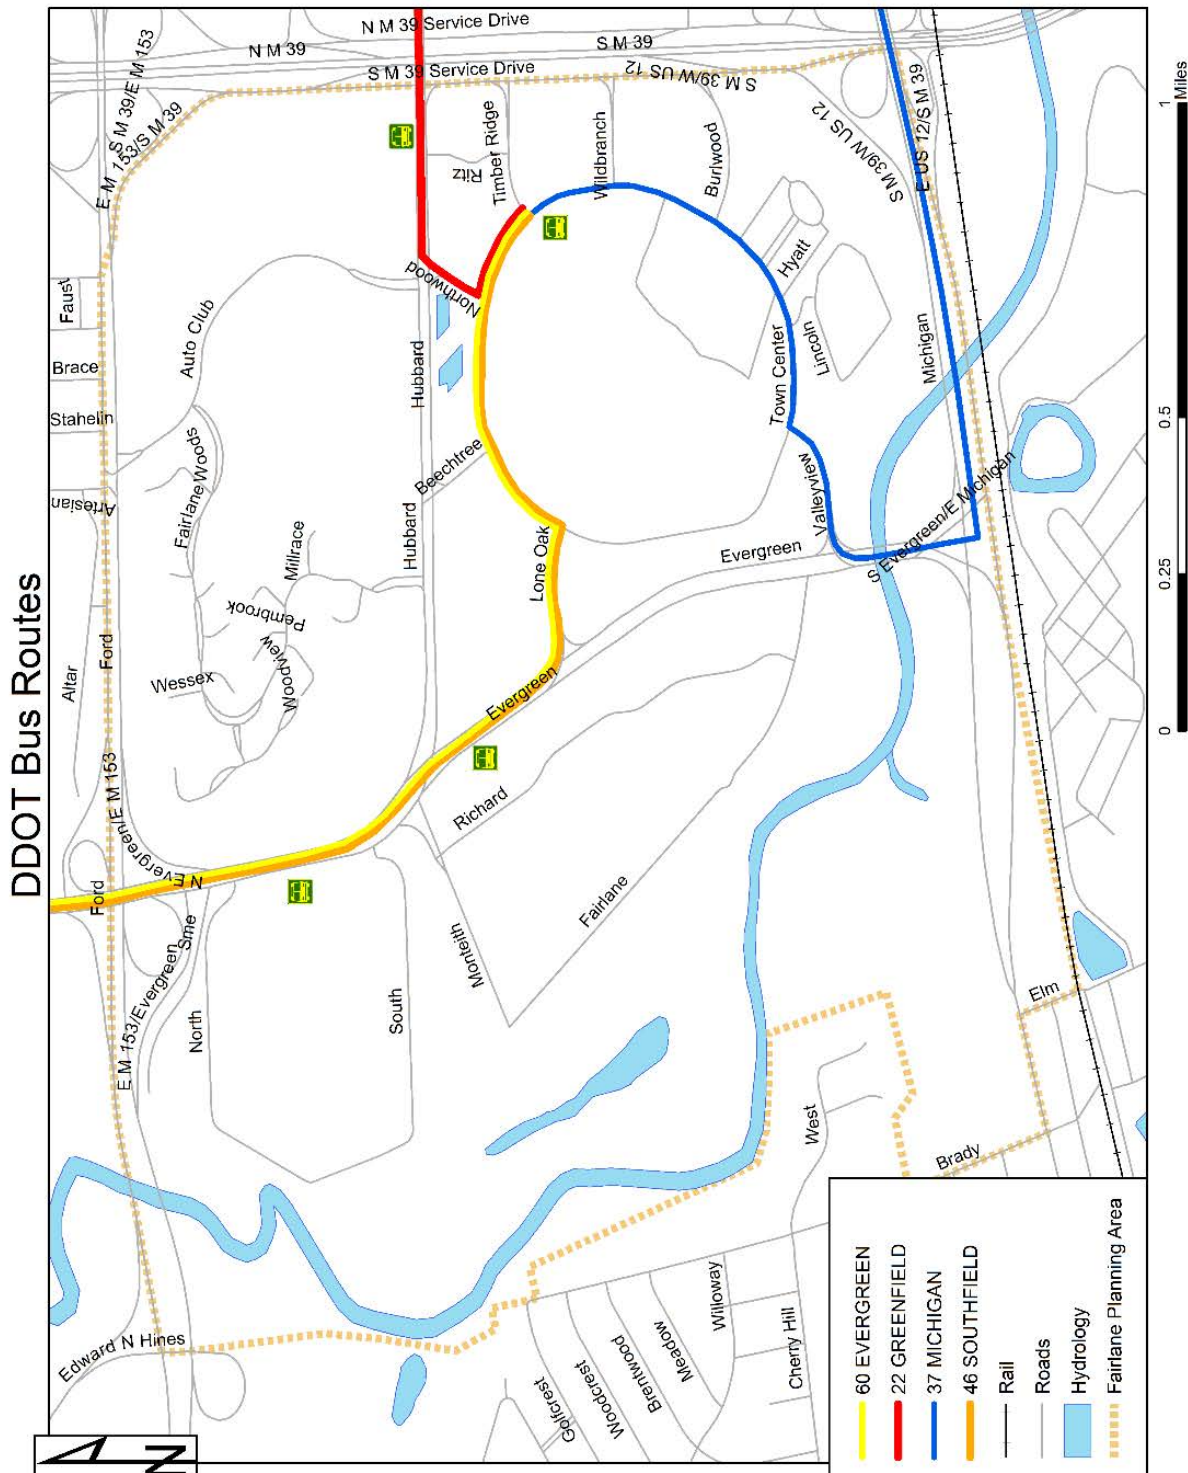 DDOT Bus Routes
N M 39 Service Drive
N M 39
S M 39
S M 39 Service Drive
S M 39/W US 12
S M 39/E M 153
E M 153/S M 39
S M 39/W US 12
E US 12/S M 39
Timber Ridge
Ritz
Wildbranch
Burlwood
Northwood
Hyatt
Lincoln
Town Center
Michigan
Valleyview
Faust
Brace
Stahelin
Artesian
Auto Club
Fairlane Woods
Hubbard
Beechtree
Hubbard
Millrace
Pembrook
Woodview
Wessex
Altar
Ford
Lone Oak
Evergreen
S Evergreen/E Michigan
Evergreen
N Evergreen/E M 153
Ford
Richard
Fairlane
Monteith
Sme
E M 153/Evergreen
North
South
Elm
West
Brady
Edward N Hines
Golfcrest
Woodcrest
Brentwood
Meadow
Willoway
Cherry Hill
60 EVERGREEN
22 GREENFIELD
37 MICHIGAN
46 SOUTHFIELD
Rail
Roads
Hydrology
Fairlane Planning Area
0
0.25
0.5
1
Miles
N